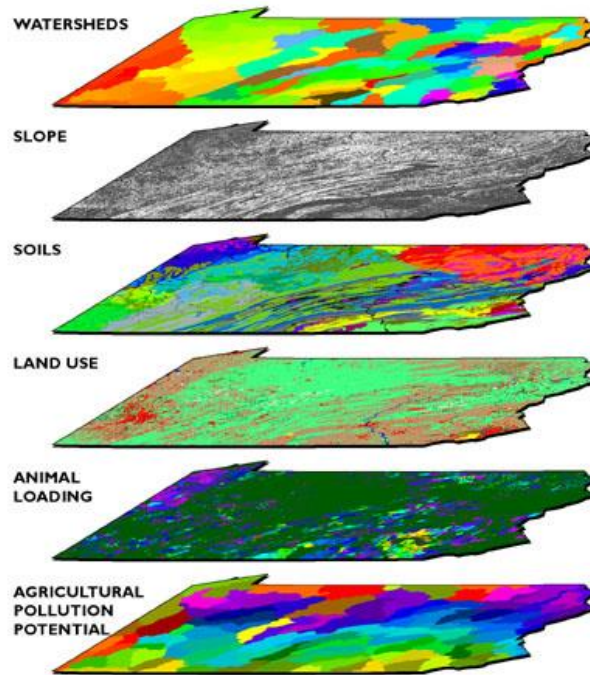 WATERSHEDS
SLOPE
SOILS
LAND USE
ANIMAL
LOADING
AGRICULTURAL
POLLUTION
POTENTIAL